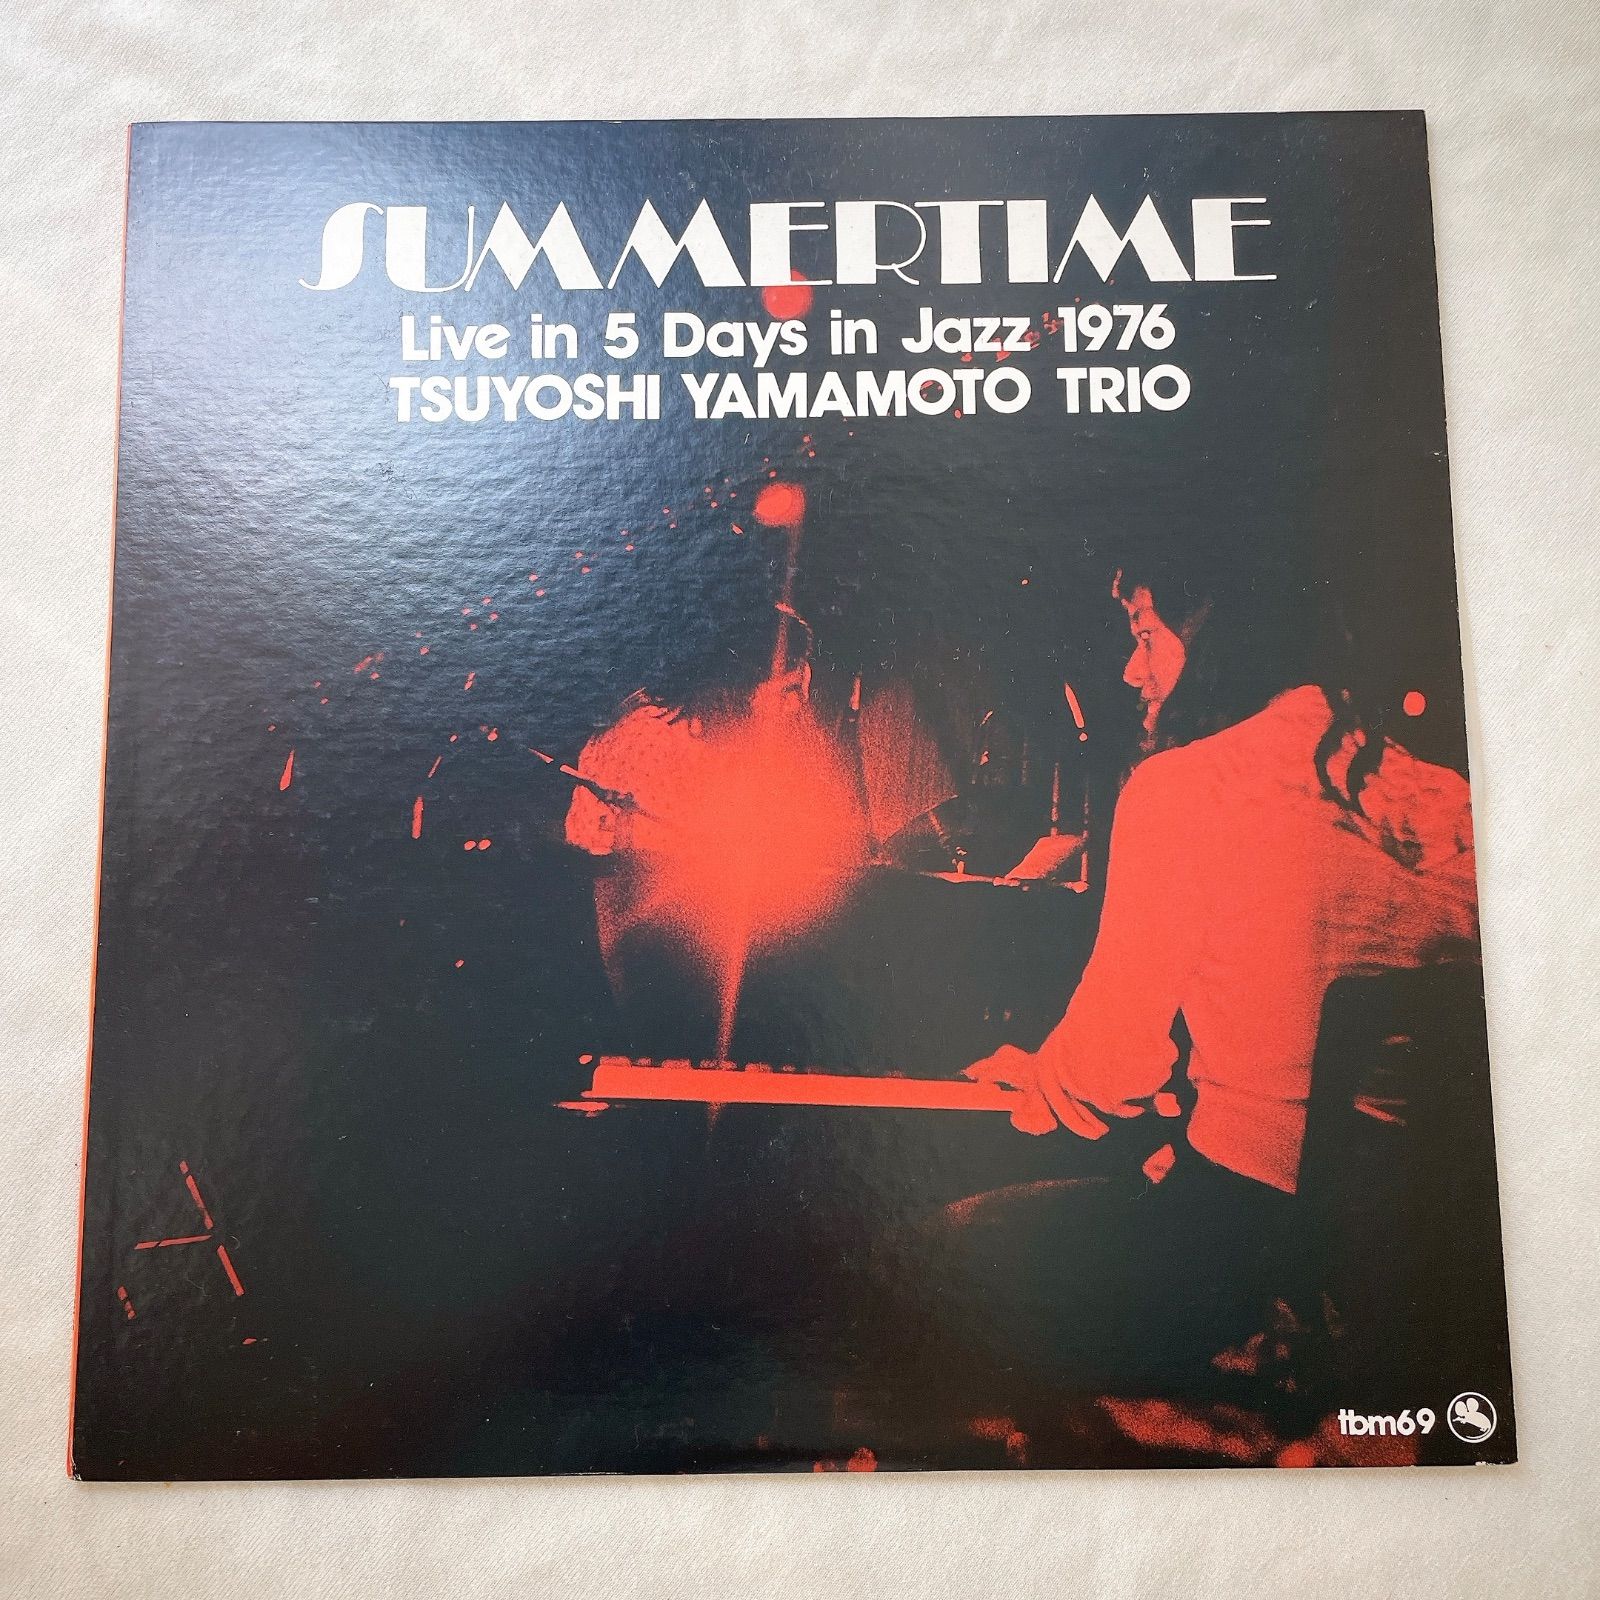 SUMMERTIME
Live in 5 Days in Jazz 1976
TSUYOSHI YAMAMOTO TRIO
tbm69